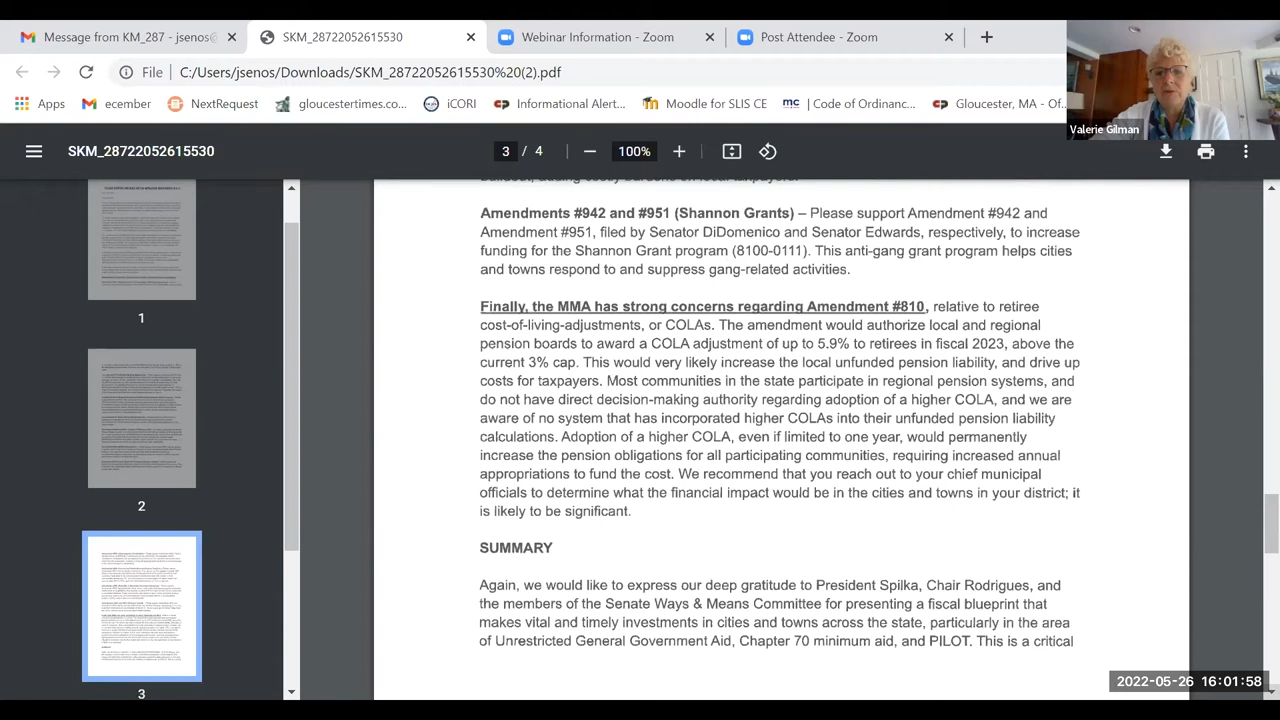 Message from KM_287 - jsenos@
SKM_28722052615530
Webinar Information - Zoom
Post Attendee - Zoom
File
C:/Users/jsenos/Downloads/SKM_28722052615530%20(2).pdf
Apps
ecember
NextRequest
gloucestertimes.co...
iCORI
Informational Alert...
Moodle for LIS CE
| Code of Ordinanc...
Gloucester, MA - Of...
Valerie Gilman
SKM_28722052615530
3 / 4
100%
1
2
3
Amendments #942 and #951 (Shannon Grants) – Please support Amendment #942 and
Amendment #951, filed by Senator DiDomenico and Senator Edwards, respectively, to increase
funding for the Shannon Grant program (8100-0111). This anti-gang grant program helps cities
and towns respond to and suppress gang-related activities.
Finally, the MMA has strong concerns regarding Amendment #810, relative to retiree
cost-of-living-adjustments, or COLAs. The amendment would authorize local and regional
pension boards to award a COLA adjustment of up to 5.9% to retirees in fiscal 2023, above the
current 3% cap. This would very likely increase the local unfunded pension liability, and drive up
costs for taxpayers. Most communities in the state participate in regional pension systems, and
do not have direct decision-making authority regarding adoption of a higher COLA, and we are
aware of no system that has incorporated higher COLAs into their unfunded pension liability
calculations. Adoption of a higher COLA, even if limited to one year, would permanently
increase the pension obligations for all participating communities, requiring increased annual
appropriations to fund the cost. We recommend that you reach out to your chief municipal
officials to determine what the financial impact would be in the cities and towns in your district; it
is likely to be significant.
SUMMARY
Again, we would like to express our deep gratitude to President Spilka, Chair Rodrigues, and
the members of the Senate Ways & Means Committee for presenting a fiscal blueprint that
makes vital and timely investments in cities and towns across the state, particularly in the area
of Unrestricted General Government Aid, Chapter 70 minimum aid, and PILOT. This is a critical
2022-05-26 16:01:58